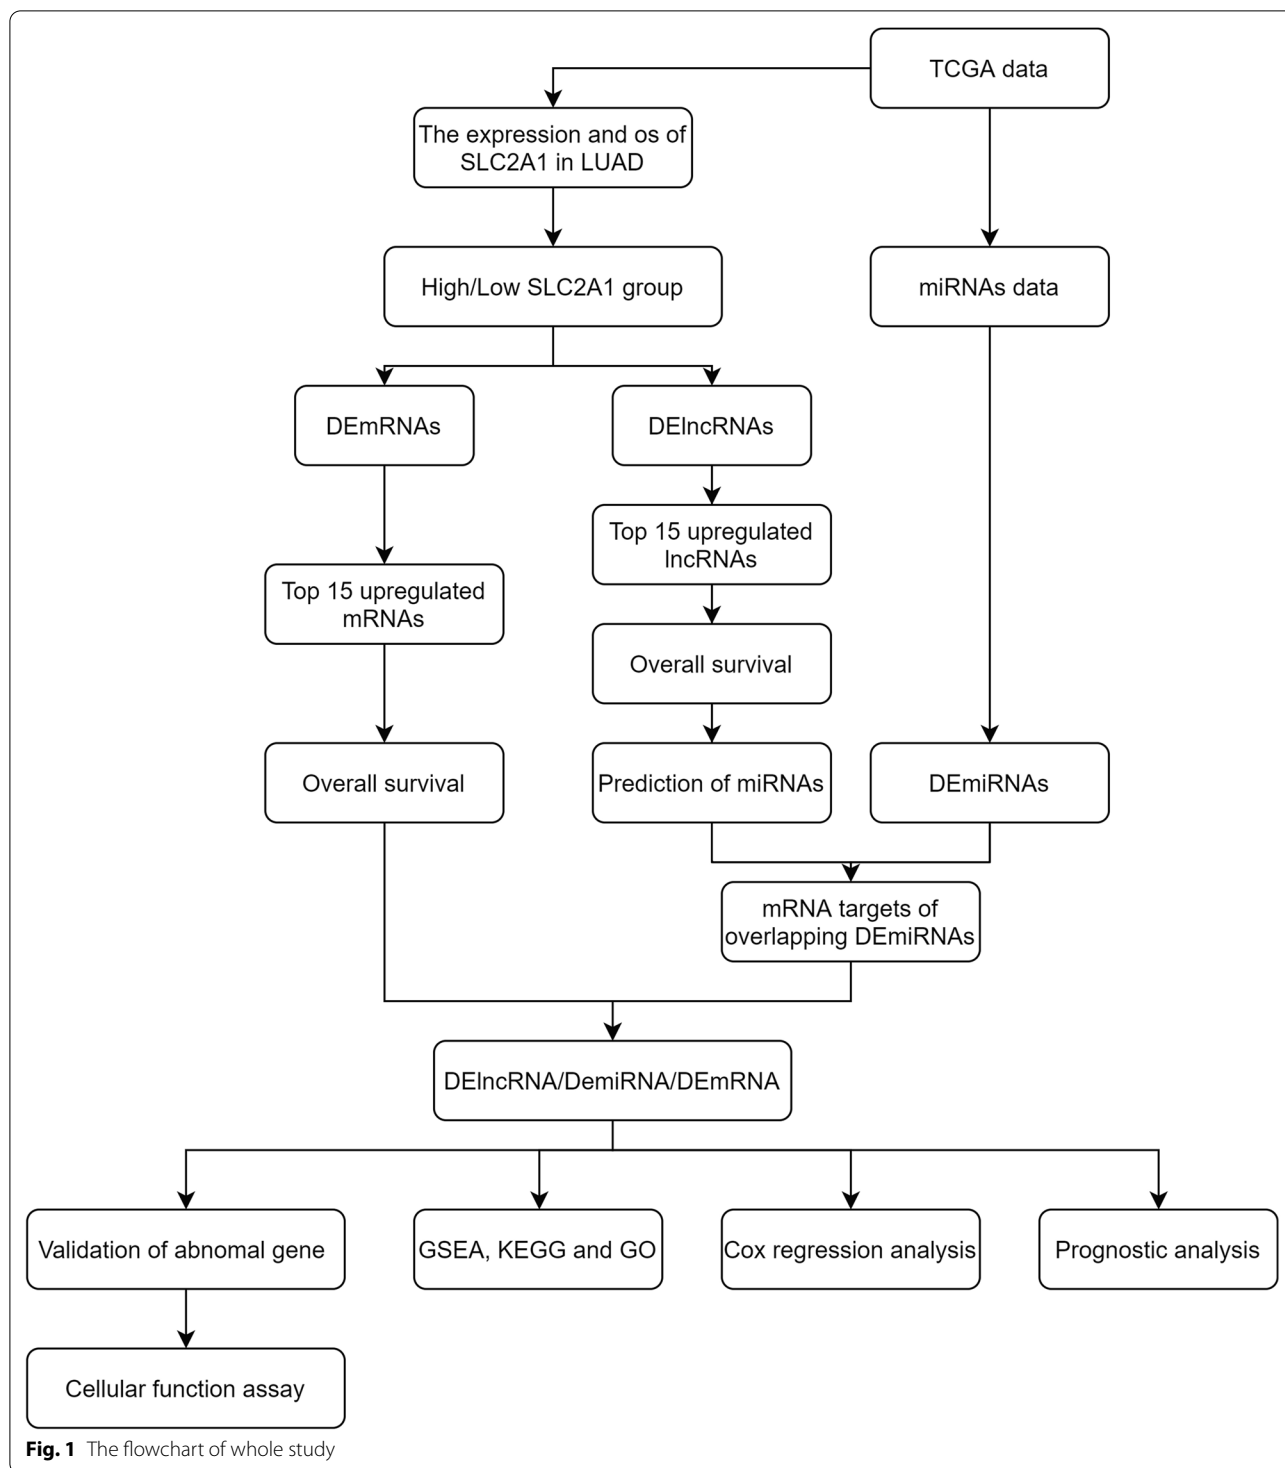 TCGA data
The expression and os of
SLC2A1 in LUAD
High/Low SLC2A1 group
miRNAs data
DEmRNAs
DElncRNAs
Top 15 upregulated
lncRNAs
Top 15 upregulated
mRNAs
Overall survival
Overall survival
Prediction of miRNAs
DEmiRNAs
mRNA targets of
overlapping DEmiRNAs
DElncRNA/DemiRNA/DEmRNA
Validation of abnomal gene
GSEA, KEGG and GO
Cox regression analysis
Prognostic analysis
Cellular function assay
Fig. 1 The flowchart of whole study